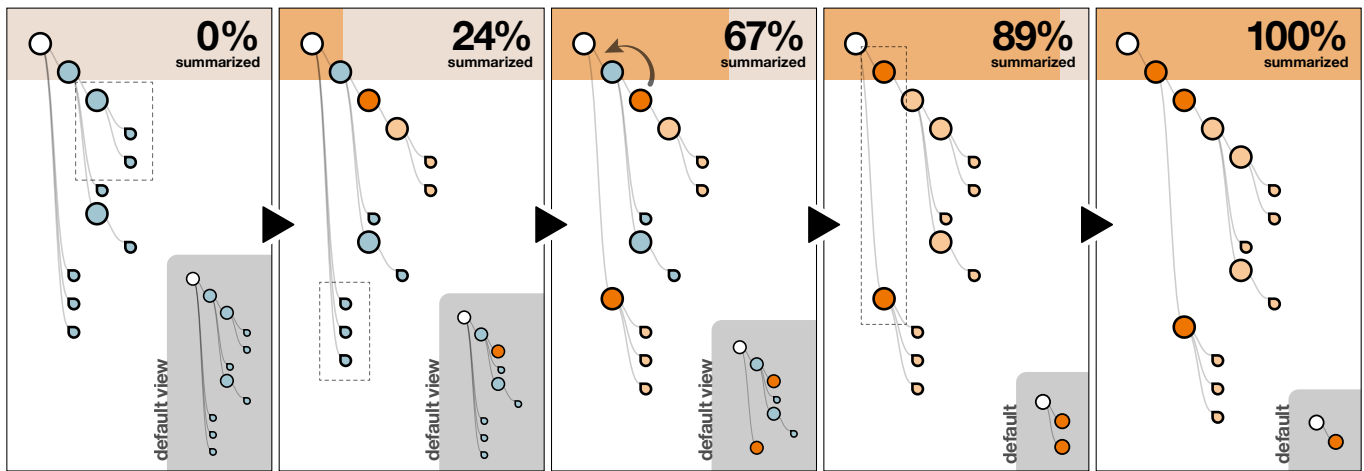 0%
summarized
default view
24%
summarized
default view
67%
summarized
default view
89%
summarized
default
100%
summarized
default